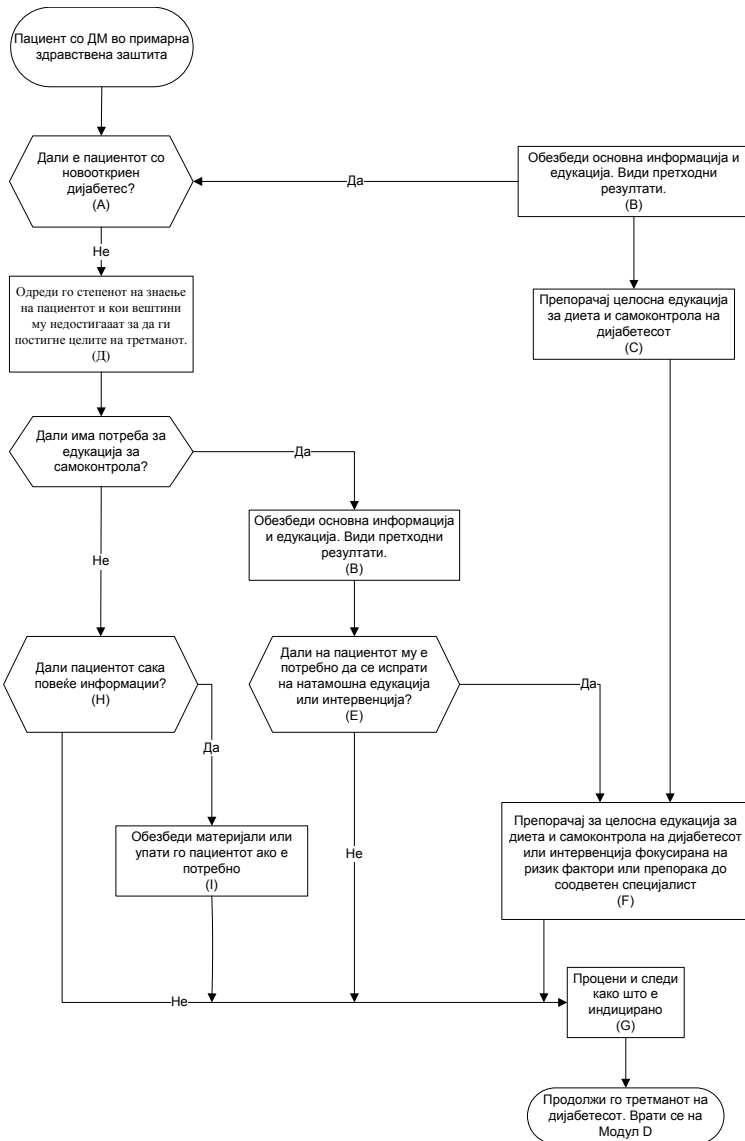 Пациент со ДМ во примарна
здравствена заштита
Дали е пациентот со
новооткриен
дијабетес?
(A)
Да
Обезбеди основна информација и
едукација. Види претходни
резултати.
(B)
Не
Одреди го степенот на знаење
на пациентот и кои вештини
му недостигааат за да ги
постигне целите на третманот.
(Д)
Препорачај целосна едукација
за диета и самоконтрола на
дијабетесот
(C)
Дали има потреба за
едукација за
самоконтрола?
Да
Не
Обезбеди основна информација
и едукација. Види претходни
резултати.
(B)
Дали пациентот сака
повеќе информации?
(H)
Да
Дали на пациентот му е
потребно да се испрати
на натамошна едукација
или интервенција?
(E)
Да
Не
Обезбеди материјали или
упати го пациентот ако е
потребно
(I)
Препорачај за целосна едукација за
диета и самоконтрола на дијабетесот
или интервенција фокусирана на
ризик фактори или препорака до
соодветен специјалист
(F)
Не
Процени и следи
како што е
индицирано
(G)
Продолжи го третманот на
дијабетесот. Врати се на
Модул D